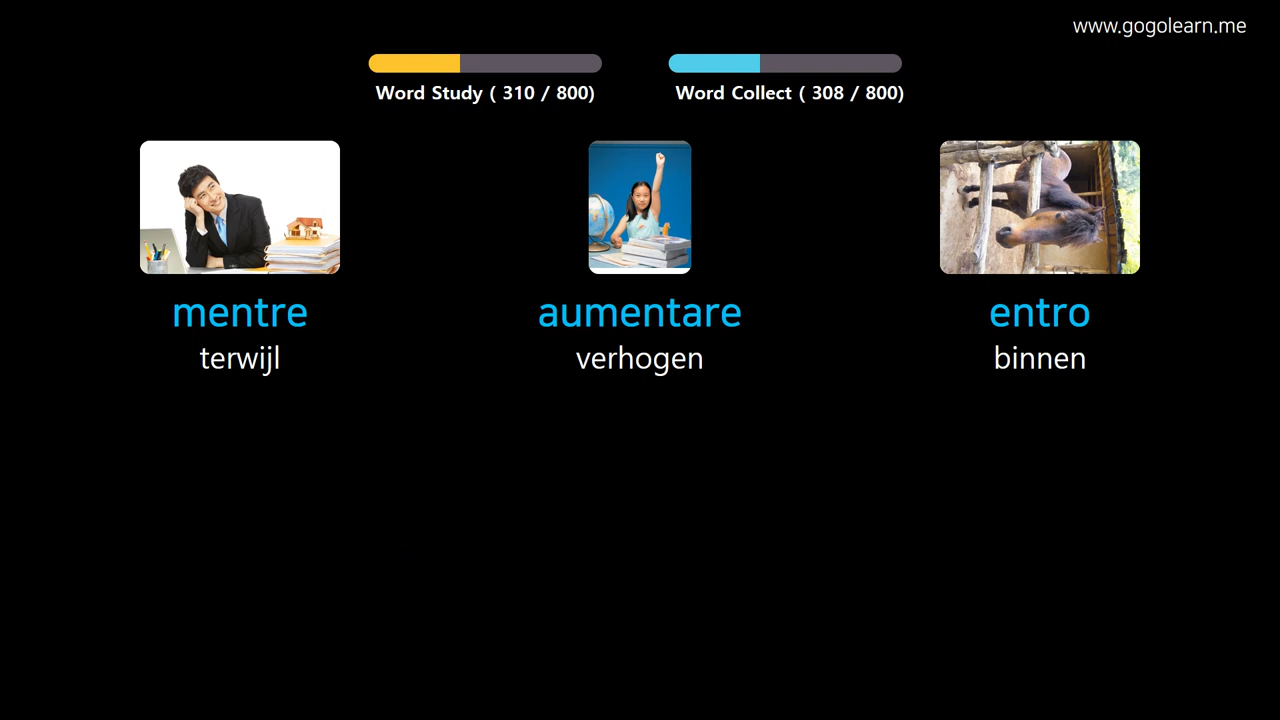 www.gogolearn.me
Word Study ( 310 / 800)
Word Collect ( 308 / 800)
mentre
terwijl
aumentare
verhogen
entro
binnen